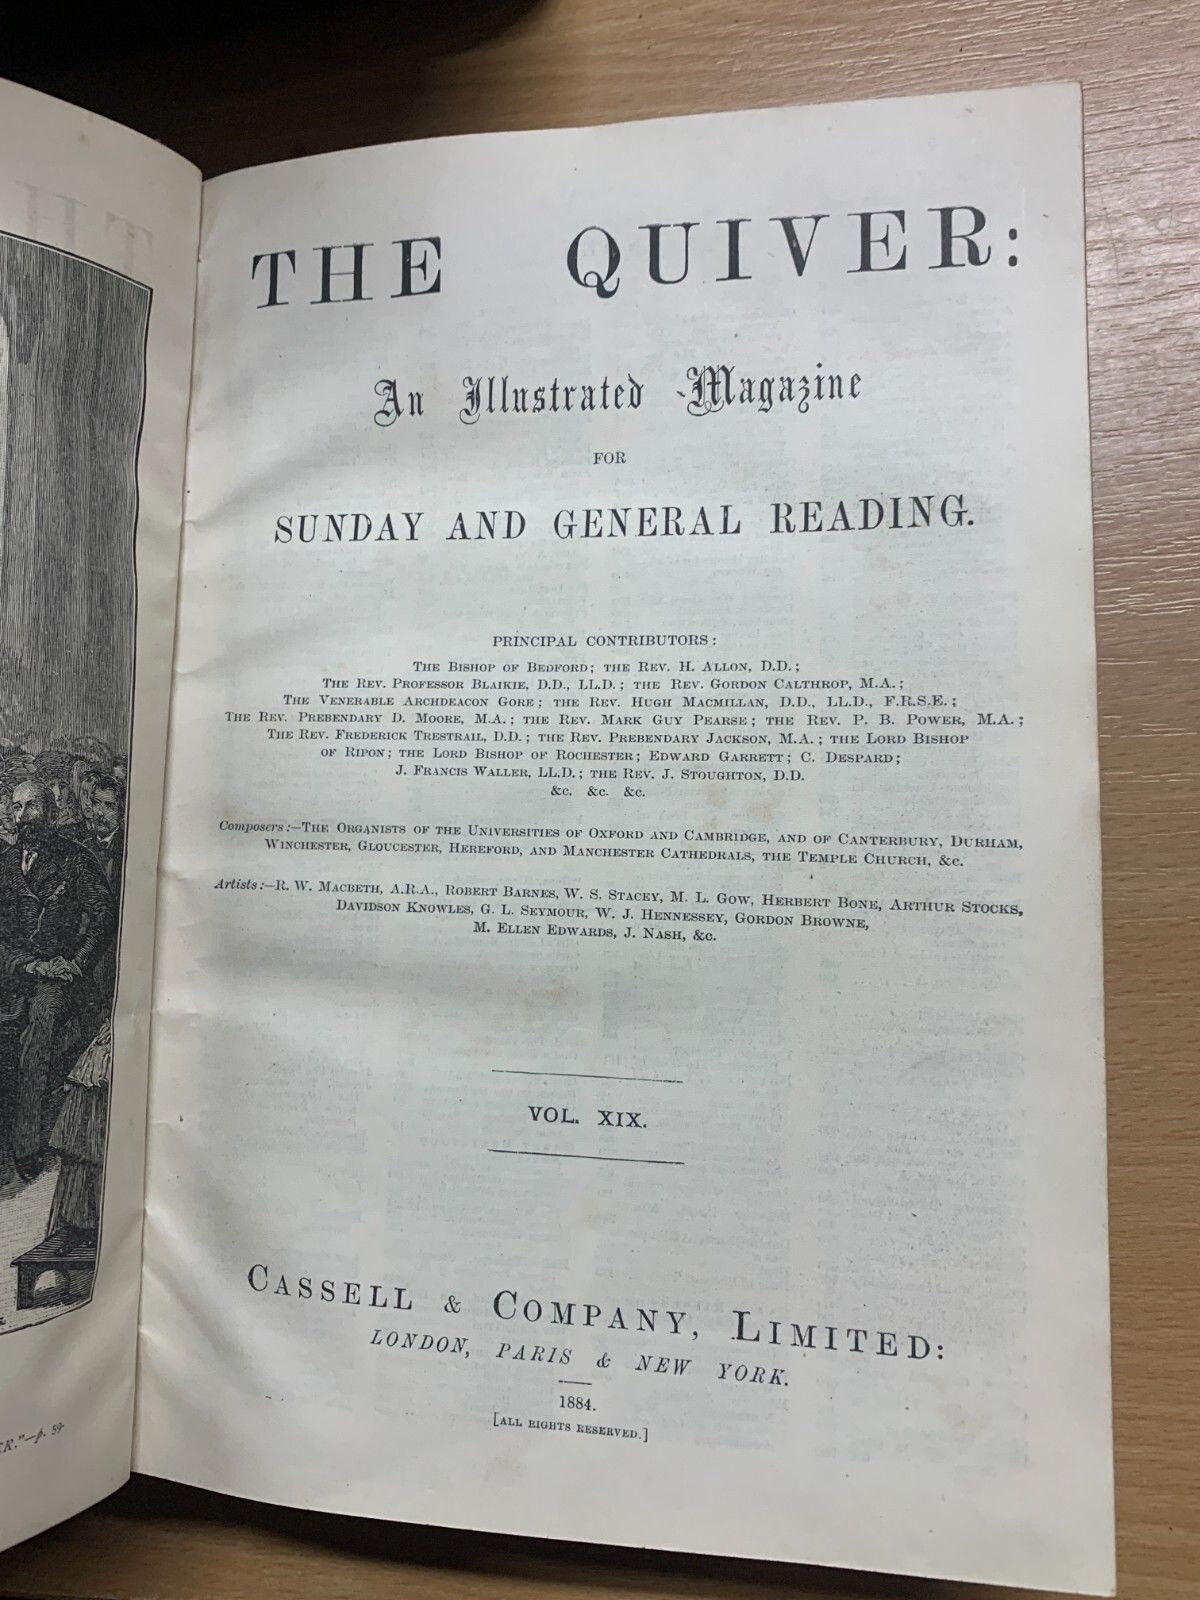 THE QUIVER:
An Illustrated Magazine
FOR
SUNDAY AND GENERAL READING.
PRINCIPAL CONTRIBUTORS:
THE BISHOP OF BEDFORD; THE REV. H. ALLON, D.D.;
THE REV. PROFESSOR BLAIKIE, D.D., LL.D.; THE REV. GORDON CALTHROP, M.A.;
THE VENERABLE ARCHDEACON GORE; THE REV. HUGH MACMILLAN, D.D., LL.D., F.R.S.E.;
THE REV. PREBENDARY D. MOORE, M.A.; THE REV. MARK GUY PEARSE; THE REV. P. B. POWER, M.A.;
THE REV. FREDERICK TRESTRAIL, D.D.; THE REV. PREBENDARY JACKSON, M.A.; THE LORD BISHOP
OF RIPON; THE LORD BISHOP OF ROCHESTER; EDWARD GARRETT; C. DESPARD;
J. FRANCIS WALLER, LL.D.; THE REV. J. STOUGHTON, D.D.
&c. &c. &c.
Composers:—THE ORGANISTS OF THE UNIVERSITIES OF OXFORD AND CAMBRIDGE, AND OF CANTERBURY, DURHAM,
WINCHESTER, GLOUCESTER, HEREFORD, AND MANCHESTER CATHEDRALS, THE TEMPLE CHURCH, &c.
Artists:—R. W. MACBETH, A.R.A., ROBERT BARNES, W. S. STACEY, M. L. GOW, HERBERT BONE, ARTHUR STOCKS,
DAVIDSON KNOWLES, G. L. SEYMOUR, W. J. HENNESSEY, GORDON BROWNE,
M. ELLEN EDWARDS, J. NASH, &c.
VOL. XIX.
CASSELL & COMPANY, LIMITED:
LONDON, PARIS & NEW YORK.
1884.
[ALL RIGHTS RESERVED.]
—p. 59